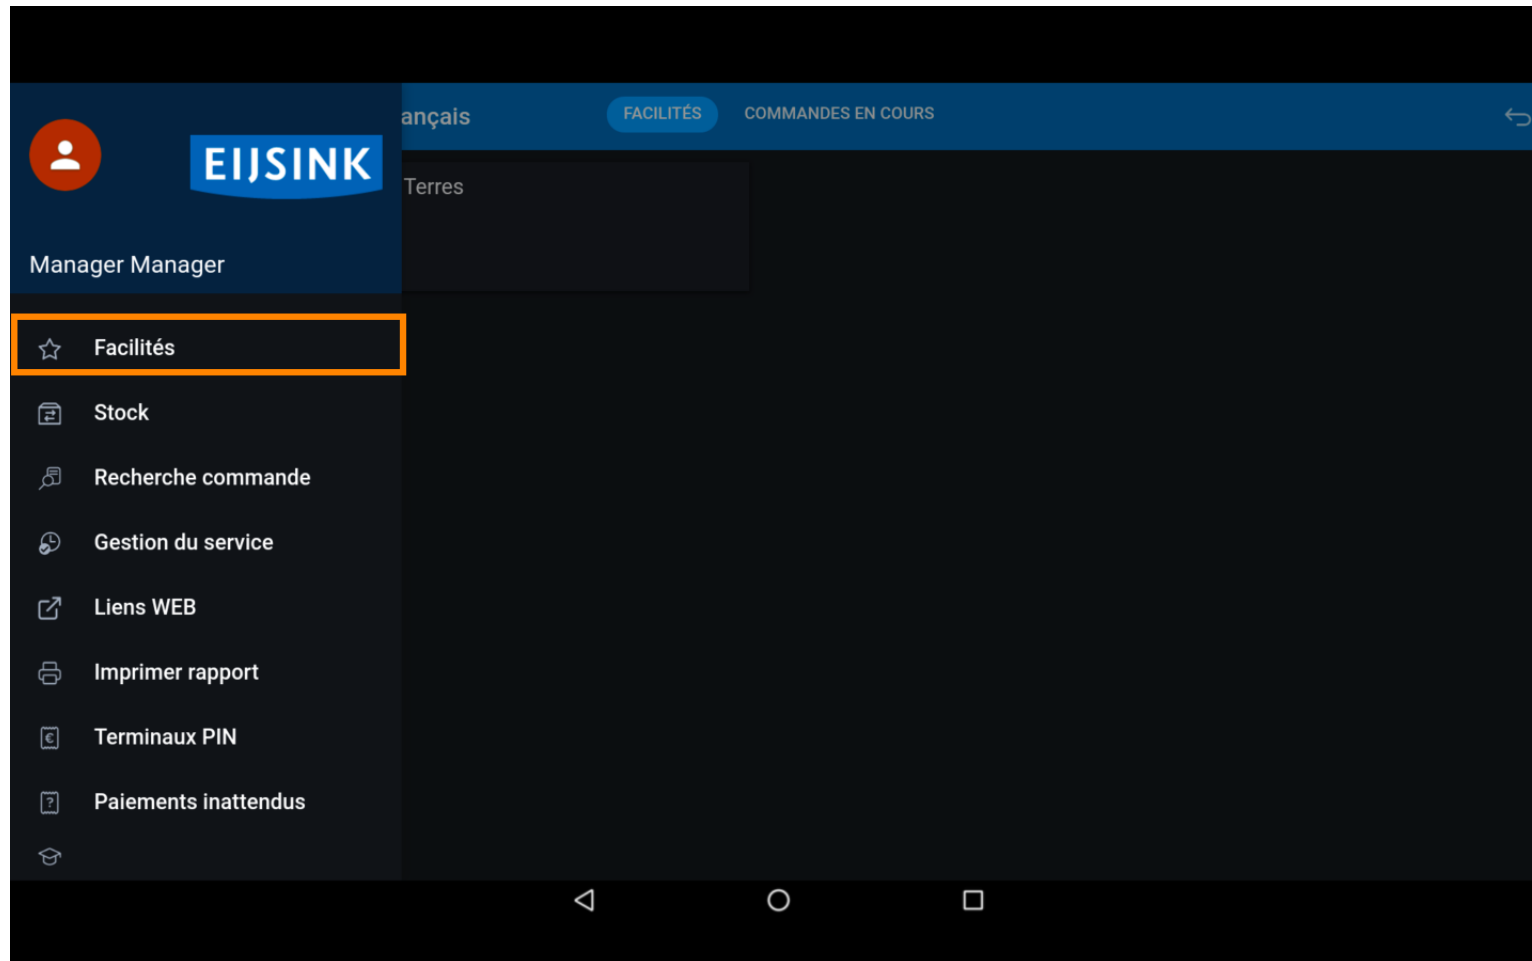 ançais
FACILITÉS
COMMANDES EN COURS
EIJSINK
Terres
Manager Manager
Facilités
Stock
Recherche commande
Gestion du service
Liens WEB
Imprimer rapport
Terminaux PIN
Paiements inattendus